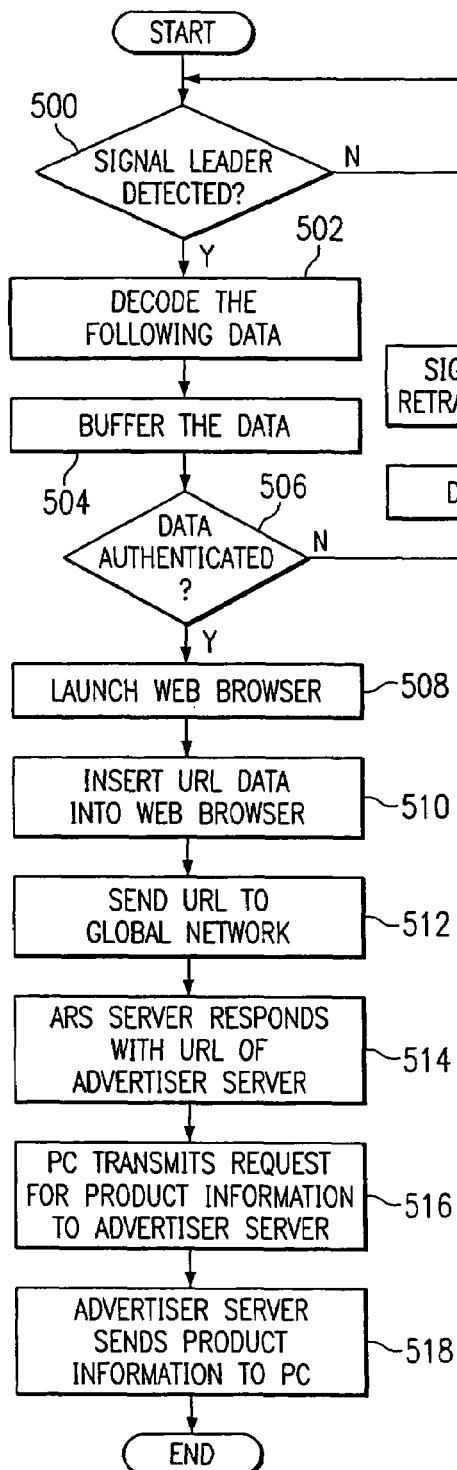 START
500
SIGNAL LEADER
DETECTED?
N
Y
502
DECODE THE
FOLLOWING DATA
BUFFER THE DATA
504
506
DATA
AUTHENTICATED
?
N
Y
LAUNCH WEB BROWSER
508
INSERT URL DATA
INTO WEB BROWSER
510
SEND URL TO
GLOBAL NETWORK
512
ARS SERVER RESPONDS
WITH URL OF
ADVERTISER SERVER
514
PC TRANSMITS REQUEST
FOR PRODUCT INFORMATION
TO ADVERTISER SERVER
516
ADVERTISER SERVER
SENDS PRODUCT
INFORMATION TO PC
518
END